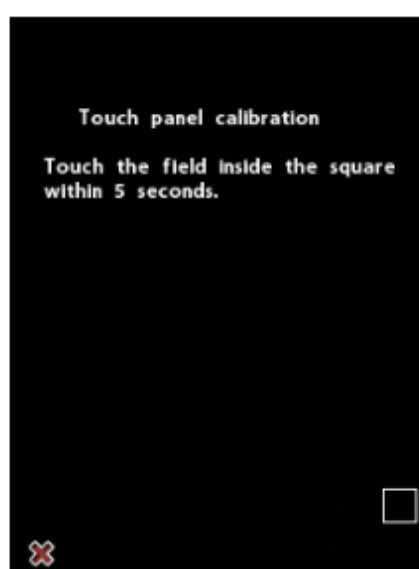 Touch panel calibration
Touch the field inside the square
within 5 seconds.